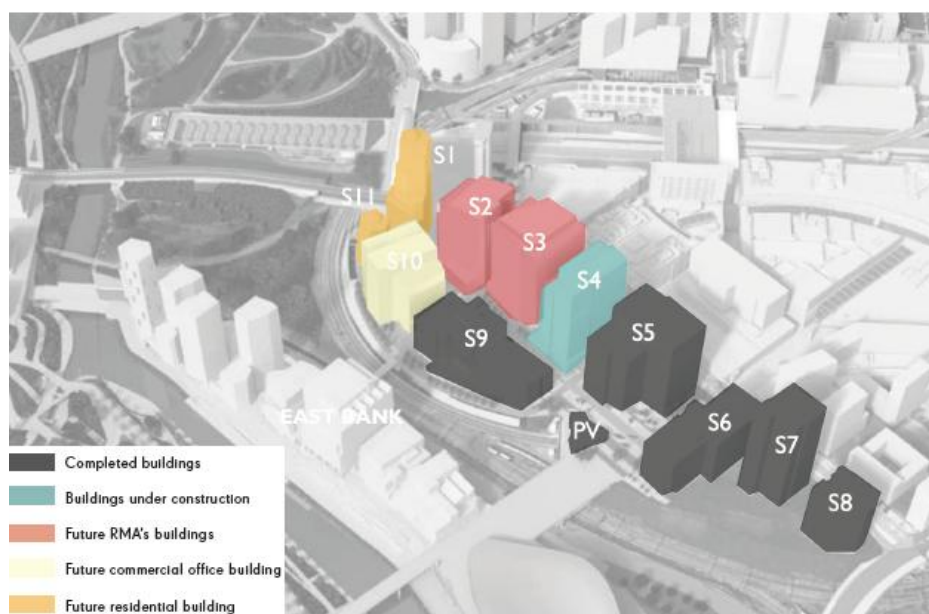 S1
S11
S2
S3
S10
S4
S9
S5
EAST BANK
PV
S6
S7
S8
Completed buildings
Buildings under construction
Future RMA's buildings
Future commercial office building
Future residential building